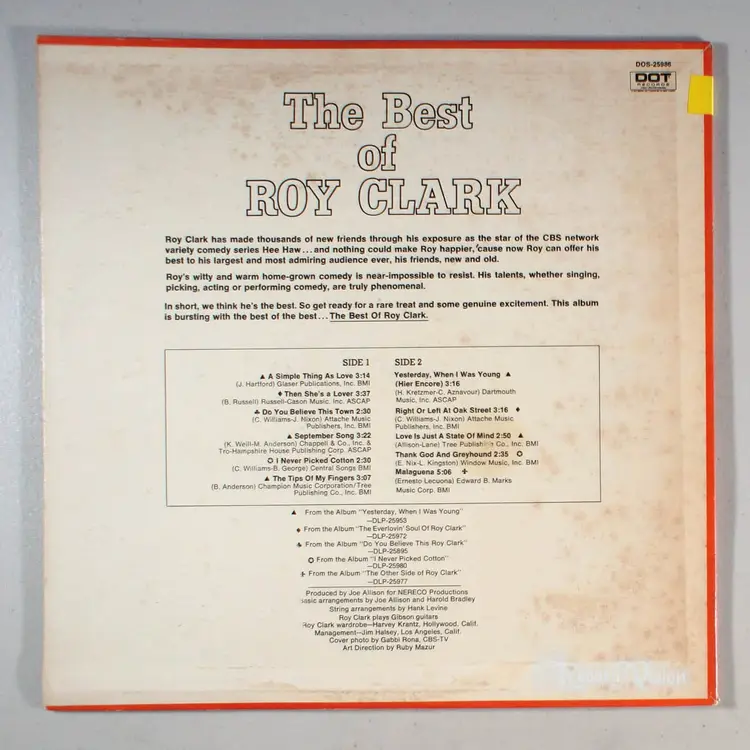 DOS-25986
DOT
RECORDS
The Best
of
ROY CLARK
Roy Clark has made thousands of new friends through his exposure as the star of the CBS network
variety comedy series Hee Haw...and nothing could make Roy happier, 'cause now Roy can offer his
best to his largest and most admiring audience ever, his friends, new and old.
Roy's witty and warm home-grown comedy is near-impossible to resist. His talents, whether singing,
picking, acting or performing comedy, are truly phenomenal.
In short, we think he's the best. So get ready for a rare treat and some genuine excitement. This album
is bursting with the best of the best...The Best Of Roy Clark.
SIDE 1
▲ A Simple Thing As Love 3:14
(J. Hartford) Glaser Publications, Inc. BMI
♦ Then She's a Lover 3:37
(B. Russell) Russell-Cason Music, Inc. ASCAP
♣ Do You Believe This Town 2:30
(C. Williams-J. Nixon) Attache Music
Publishers, Inc. BMI
▲ September Song 3:22
(K. Weill-M. Anderson) Chappell & Co., Inc. &
Tro-Hampshire House Publishing Corp. ASCAP
✪ I Never Picked Cotton 2:30
(C. Williams-B. George) Central Songs BMI
▲ The Tips Of My Fingers 3:07
(B. Anderson) Champion Music Corporation/Tree
Publishing Co., Inc. BMI
SIDE 2
Yesterday, When I Was Young ▲
(Hier Encore) 3:16
(H. Kretzmer-C. Aznavour) Dartmouth
Music, Inc. ASCAP
Right Or Left At Oak Street 3:16 ♦
(C. Williams-J. Nixon) Attache Music
Publishers, Inc. BMI
Love Is Just A State Of Mind 2:50 ▲
(Allison-Lane) Tree Publishing Co., Inc. BMI
Thank God And Greyhound 2:35 ✪
(E. Nix-L. Kingston) Window Music, Inc. BMI
Malaguena 5:06 ✢
(Ernesto Lecuona) Edward B. Marks
Music Corp. BMI
▲ From the Album "Yesterday, When I Was Young"
—DLP-25953
♦ From the Album "The Everlovin' Soul Of Roy Clark"
—DLP-25972
♣ From the Album "Do You Believe This Roy Clark"
—DLP-25895
✪ From the Album "I Never Picked Cotton"
—DLP-25980
✢ From the Album "The Other Side of Roy Clark"
—DLP-25977
Produced by Joe Allison for NERECO Productions
Music arrangements by Joe Allison and Harold Bradley
String arrangements by Hank Levine
Roy Clark plays Gibson guitars
Roy Clark wardrobe—Harvey Krantz, Hollywood, Calif.
Management—Jim Halsey, Los Angeles, Calif.
Cover photo by Gabbi Rona, CBS-TV
Art Direction by Ruby Mazur